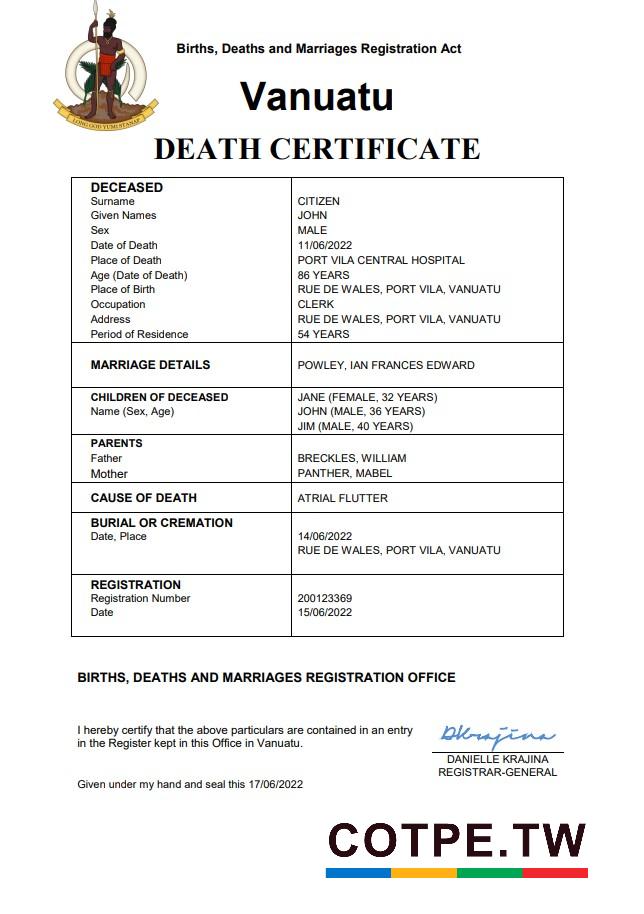 Births, Deaths and Marriages Registration Act
LONG GOD YUMI STANAP
Vanuatu
DEATH CERTIFICATE
DECEASED
Surname CITIZEN
Given Names JOHN
Sex MALE
Date of Death 11/06/2022
Place of Death PORT VILA CENTRAL HOSPITAL
Age (Date of Death) 86 YEARS
Place of Birth RUE DE WALES, PORT VILA, VANUATU
Occupation CLERK
Address RUE DE WALES, PORT VILA, VANUATU
Period of Residence 54 YEARS
MARRIAGE DETAILS POWLEY, IAN FRANCES EDWARD
CHILDREN OF DECEASED JANE (FEMALE, 32 YEARS)
Name (Sex, Age) JOHN (MALE, 36 YEARS)
JIM (MALE, 40 YEARS)
PARENTS
Father BRECKLES, WILLIAM
Mother PANTHER, MABEL
CAUSE OF DEATH ATRIAL FLUTTER
BURIAL OR CREMATION
Date, Place 14/06/2022
RUE DE WALES, PORT VILA, VANUATU
REGISTRATION
Registration Number 200123369
Date 15/06/2022
BIRTHS, DEATHS AND MARRIAGES REGISTRATION OFFICE
I hereby certify that the above particulars are contained in an entry
in the Register kept in this Office in Vanuatu.
DKrajina
DANIELLE KRAJINA
REGISTRAR-GENERAL
Given under my hand and seal this 17/06/2022
COTPE.TW